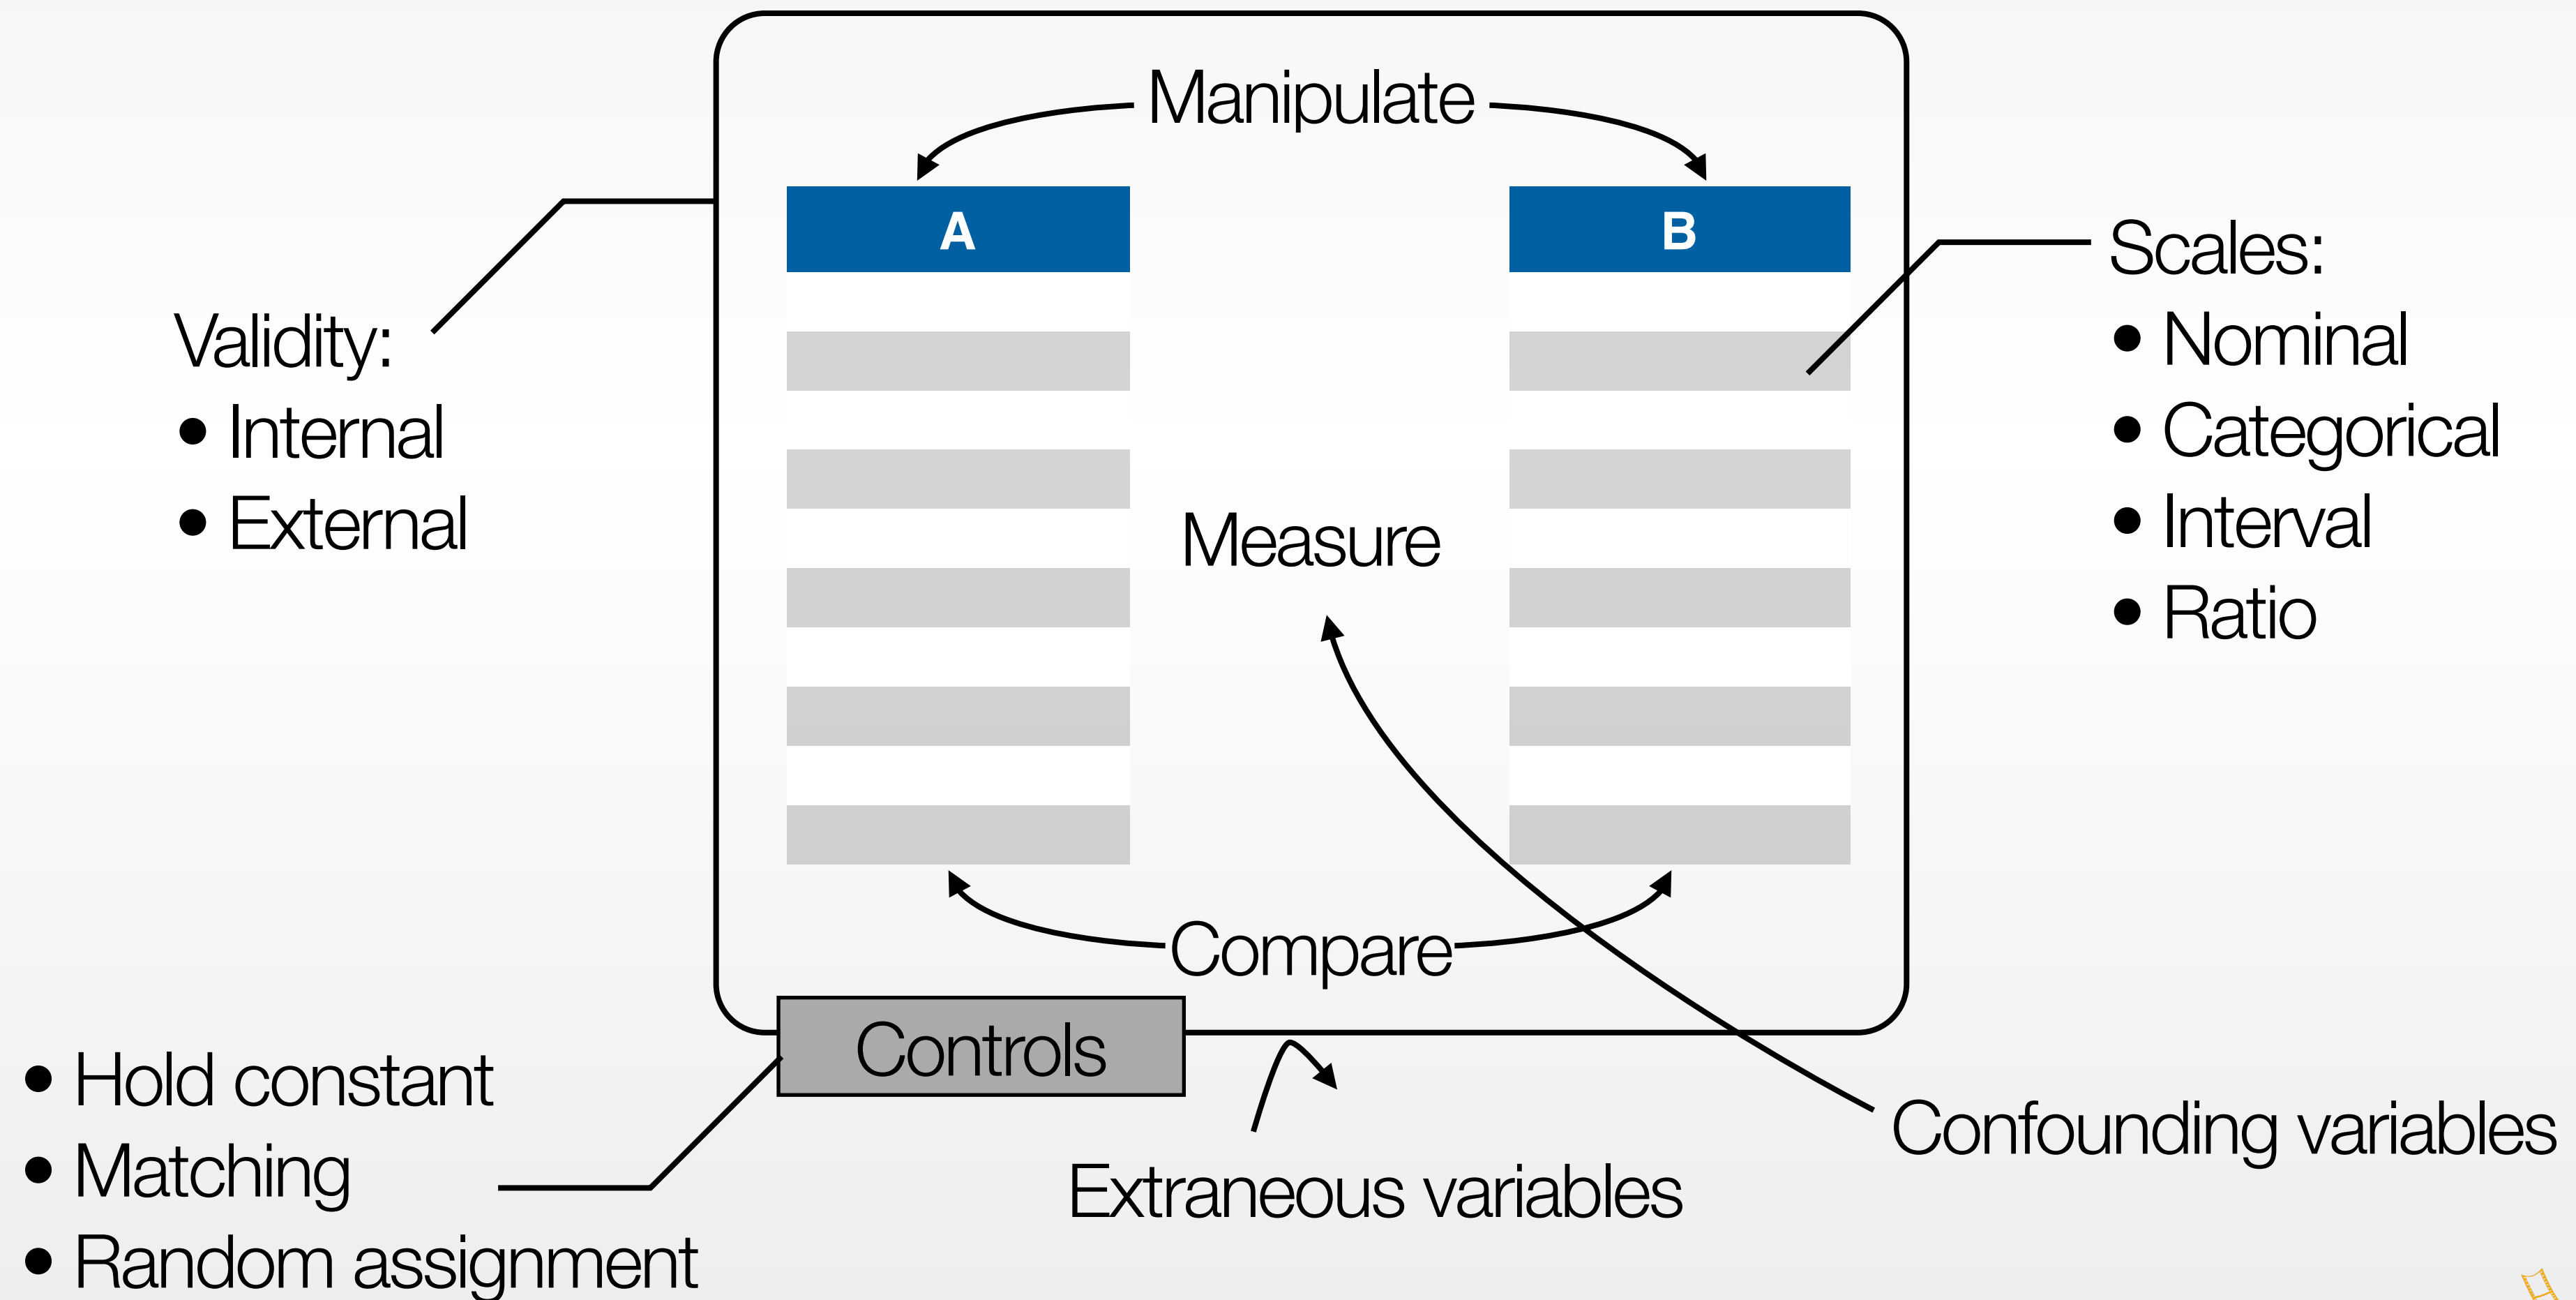 Manipulate
A
B
Validity:
• Internal
• External
Measure
Scales:
• Nominal
• Categorical
• Interval
• Ratio
Compare
Controls
• Hold constant
• Matching
• Random assignment
Extraneous variables
Confounding variables